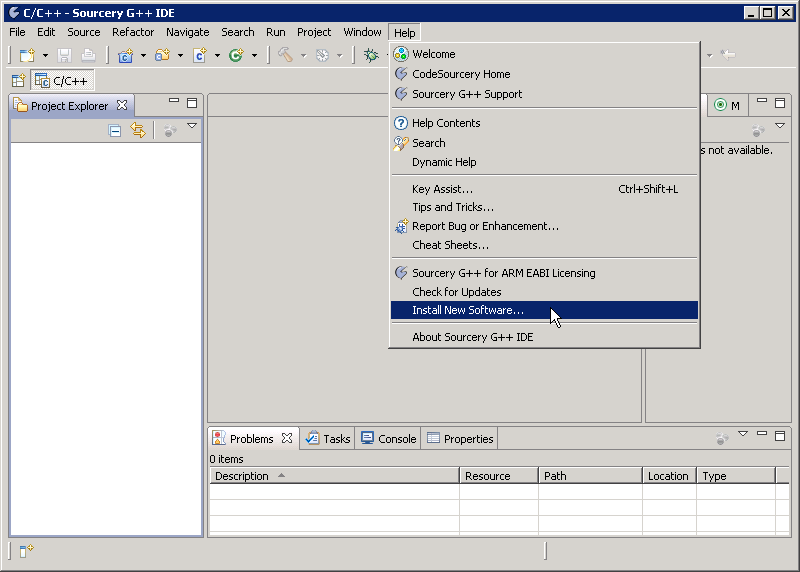 C/C++ - Sourcery G++ IDE
File Edit Source Refactor Navigate Search Run Project Window Help
C/C++
Welcome
CodeSourcery Home
Sourcery G++ Support
Help Contents
Search
Dynamic Help
Key Assist... Ctrl+Shift+L
Tips and Tricks...
Report Bug or Enhancement...
Cheat Sheets...
Sourcery G++ for ARM EABI Licensing
Check for Updates
Install New Software...
About Sourcery G++ IDE
Project Explorer
M
s not available.
Problems Tasks Console Properties
0 items
Description Resource Path Location Type